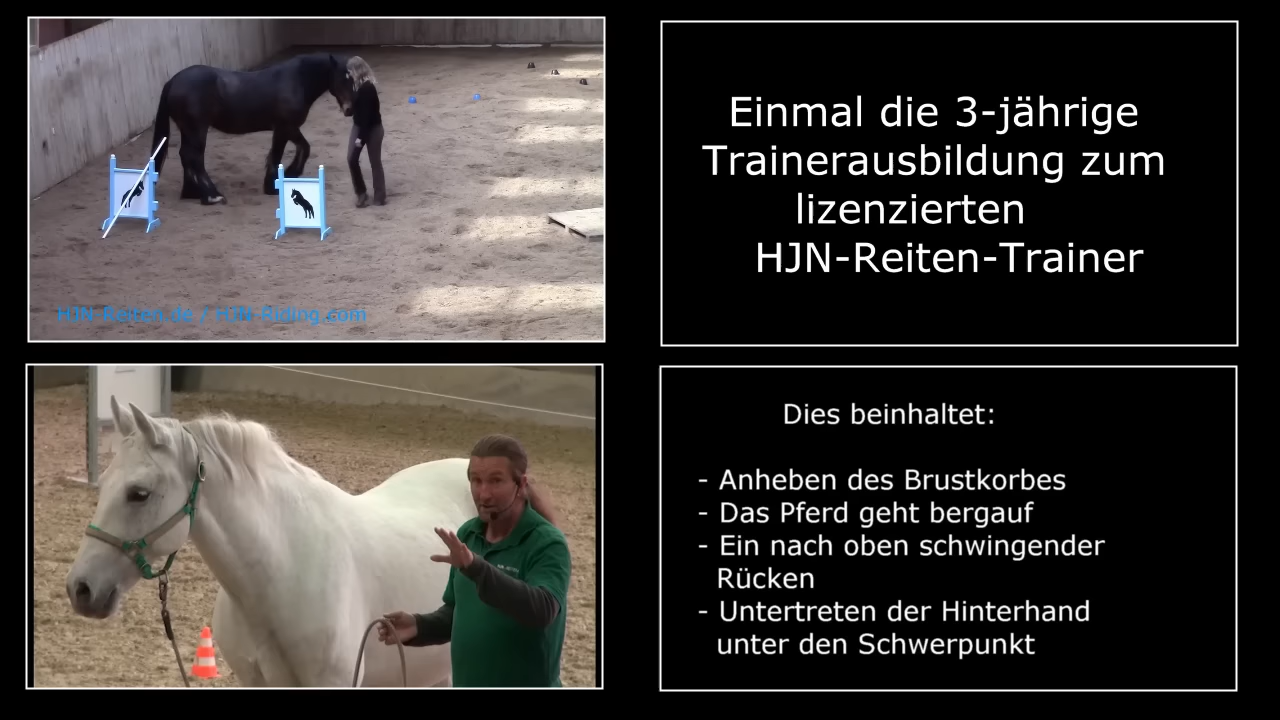 Einmal die 3-jährige
Trainerausbildung zum
lizenzierten
HJN-Reiten-Trainer
HJN-Reiten.de / HJN-Riding.com
Dies beinhaltet:
- Anheben des Brustkorbes
- Das Pferd geht bergauf
- Ein nach oben schwingender
Rücken
- Untertreten der Hinterhand
unter den Schwerpunkt